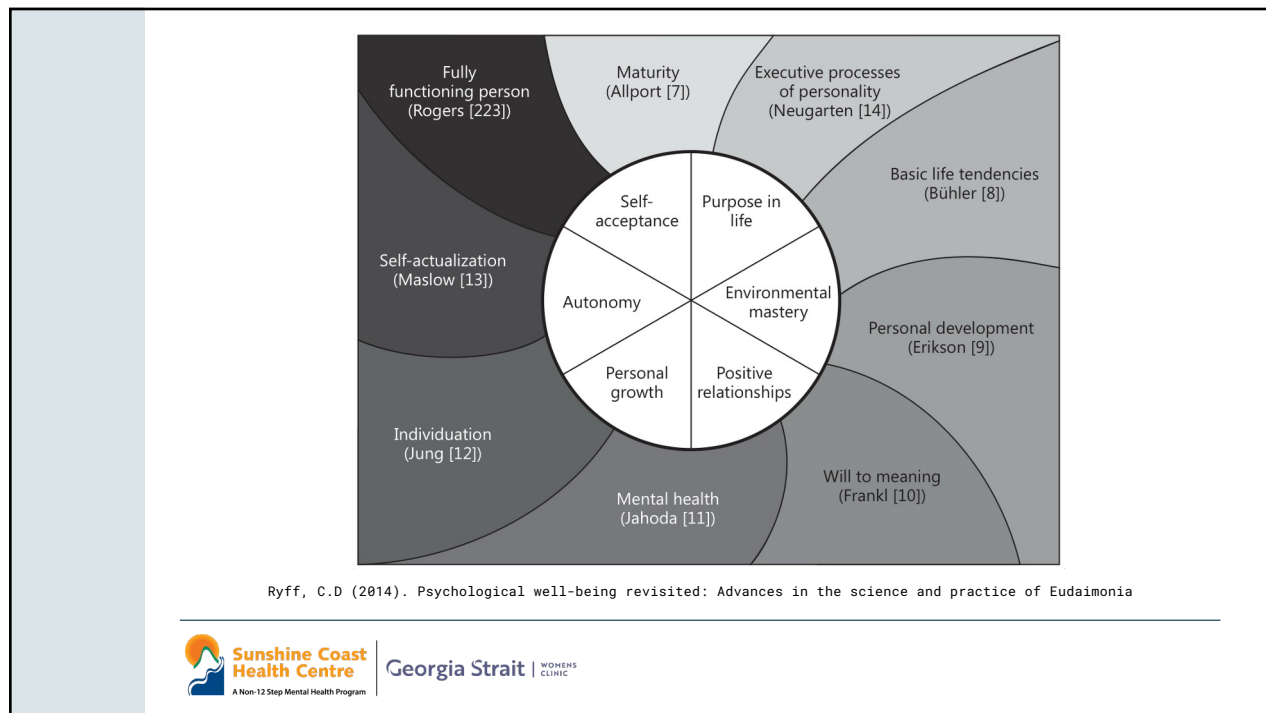 Fully
functioning person
(Rogers [223])
Maturity
(Allport [7])
Executive processes
of personality
(Neugarten [14])
Basic life tendencies
(Bühler [8])
Self-actualization
(Maslow [13])
Personal development
(Erikson [9])
Individuation
(Jung [12])
Will to meaning
(Frankl [10])
Mental health
(Jahoda [11])
Self-
acceptance
Purpose in
life
Autonomy
Environmental
mastery
Personal
growth
Positive
relationships
Ryff, C.D (2014). Psychological well-being revisited: Advances in the science and practice of Eudaimonia
Sunshine Coast
Health Centre
A Non-12 Step Mental Health Program
Georgia Strait
WOMENS
CLINIC